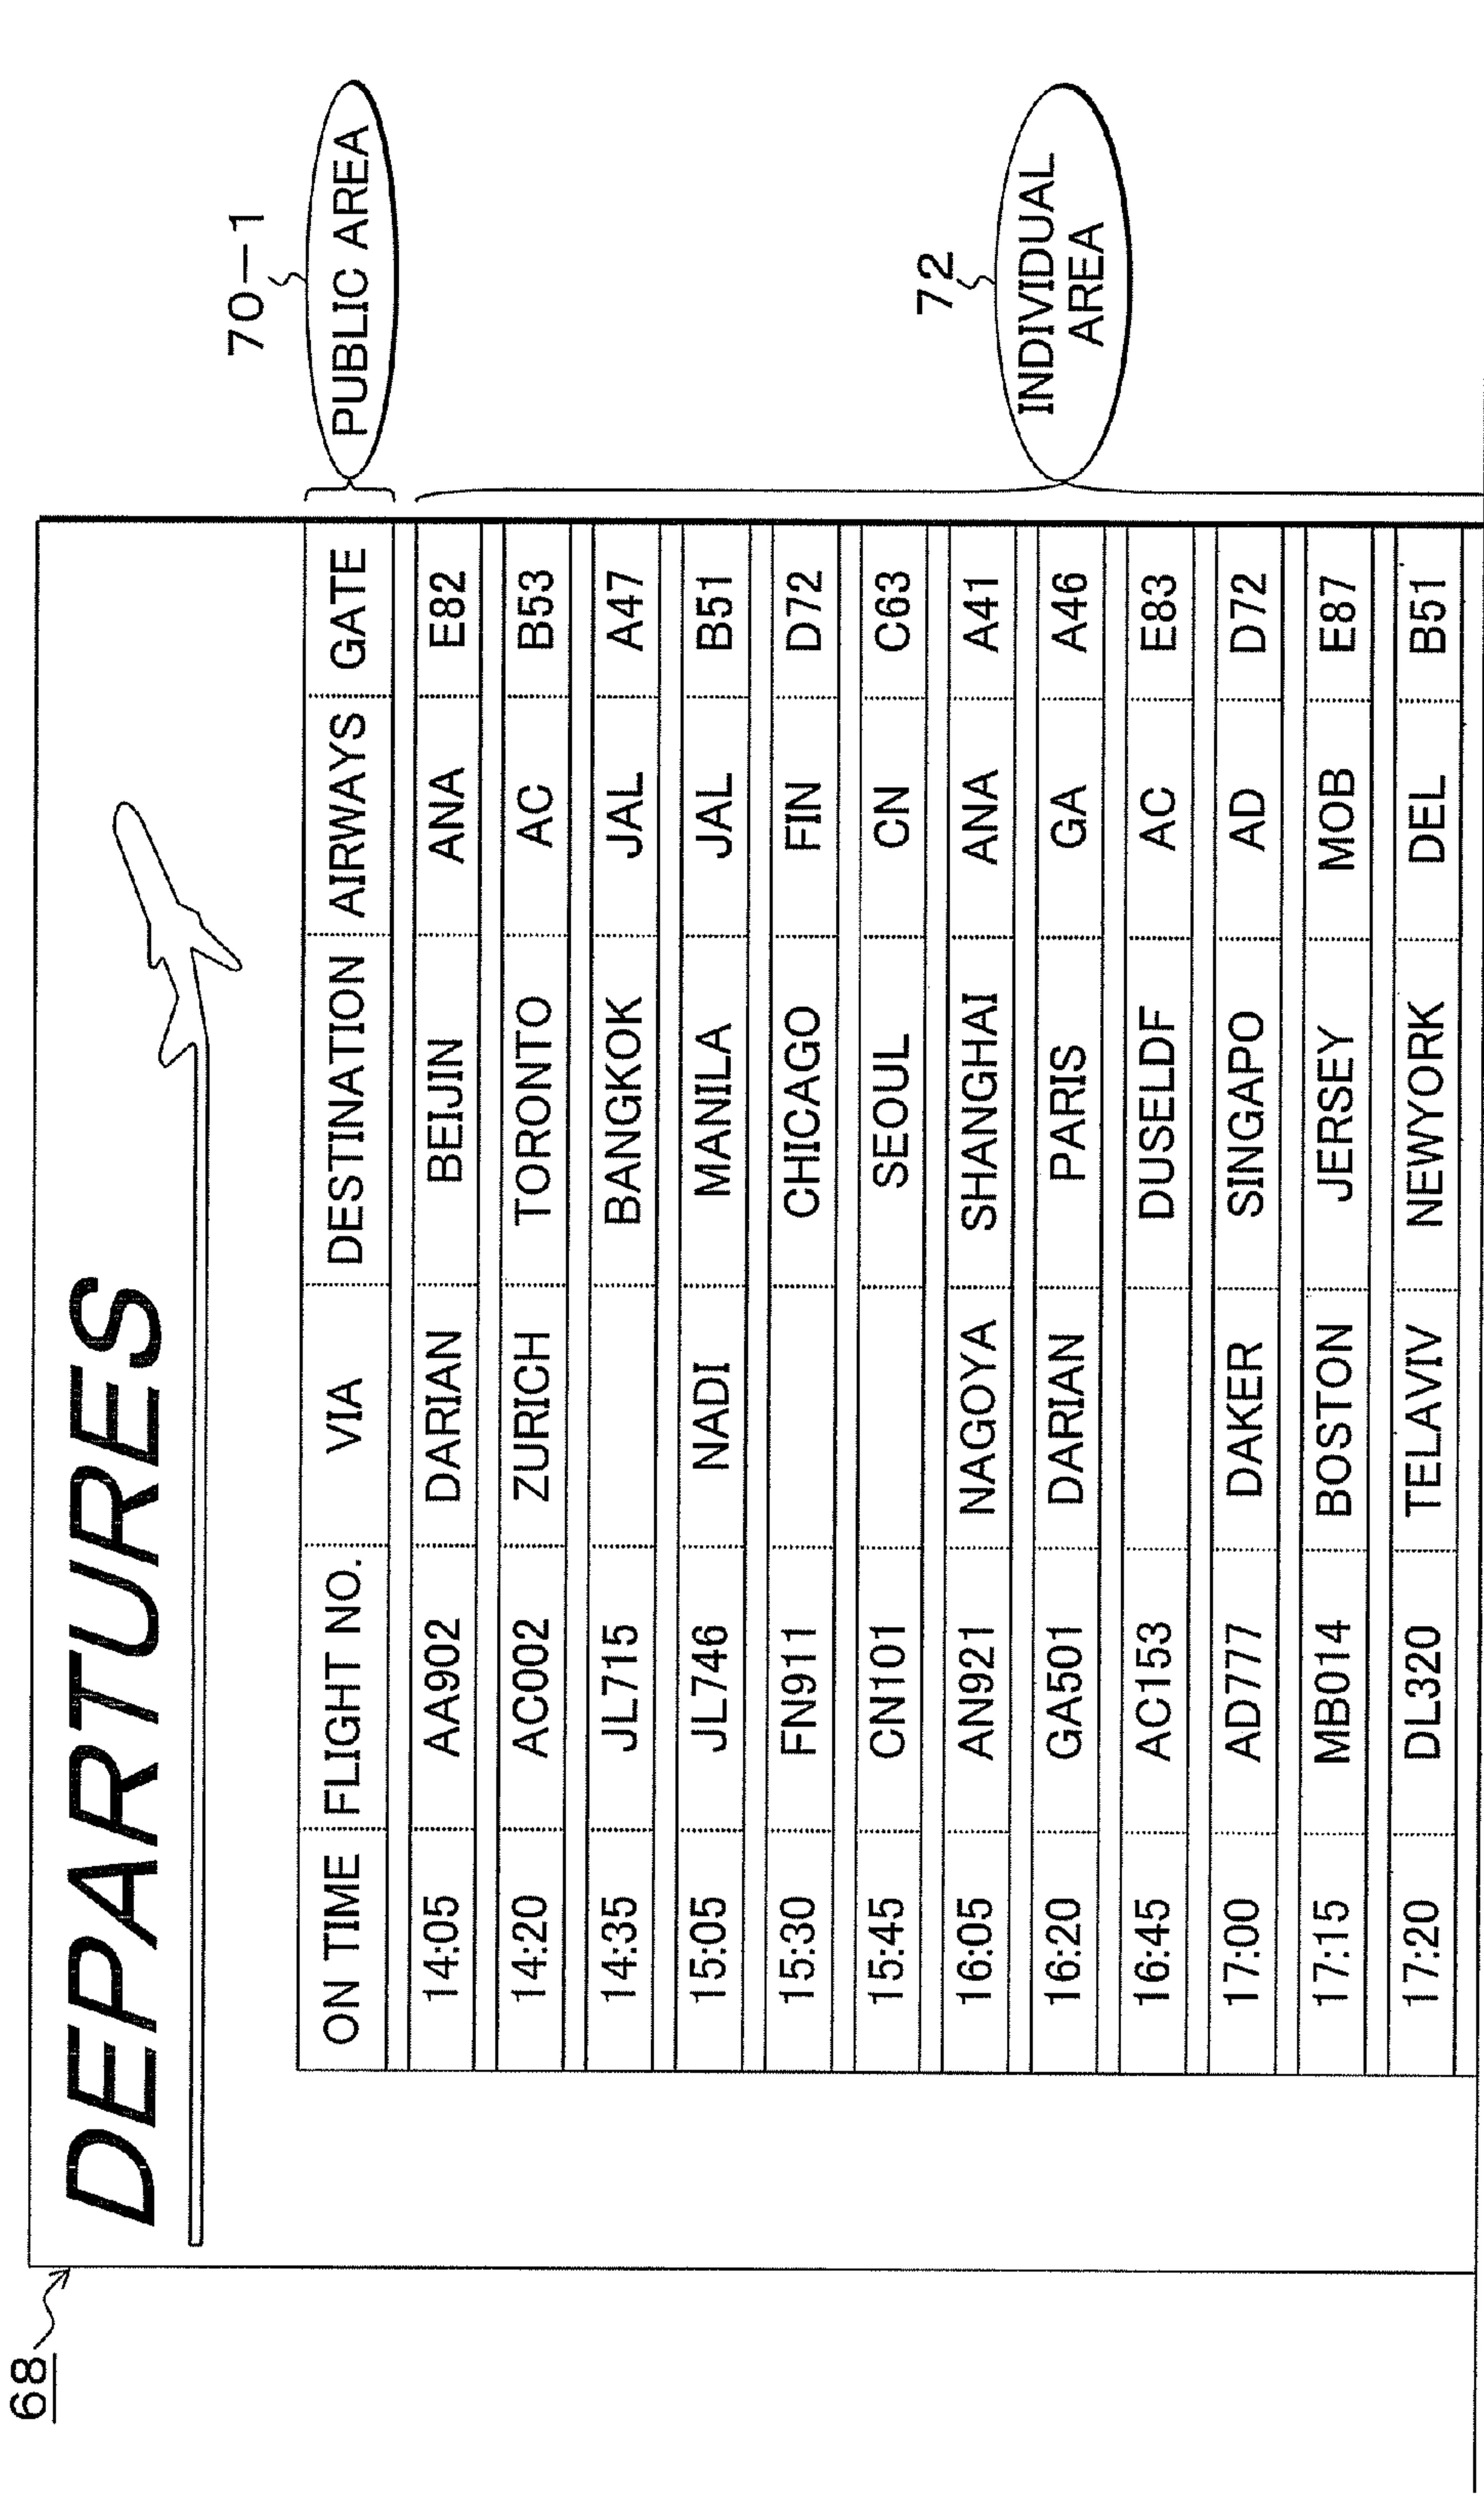 68
DEPARTURES
70-1
PUBLIC AREA
ON TIME FLIGHT NO. VIA DESTINATION AIRWAYS GATE
14:05 AA902 DARIAN BEIJIN ANA E82
14:20 AC002 ZURICH TORONTO AC B53
14:35 JL715 BANGKOK JAL A47
15:05 JL746 NADI MANILA JAL B51
15:30 FN911 CHICAGO FIN D72
15:45 CN101 SEOUL CN C63
16:05 AN921 NAGOYA SHANGHAI ANA A41
16:20 GA501 DARIAN PARIS GA A46
16:45 AC153 DUSELDF AC E83
17:00 AD777 DAKER SINGAPO AD D72
17:15 MB014 BOSTON JERSEY MOB E87
17:20 DL320 TELAVIV NEWYORK DEL B51
72
INDIVIDUAL
AREA